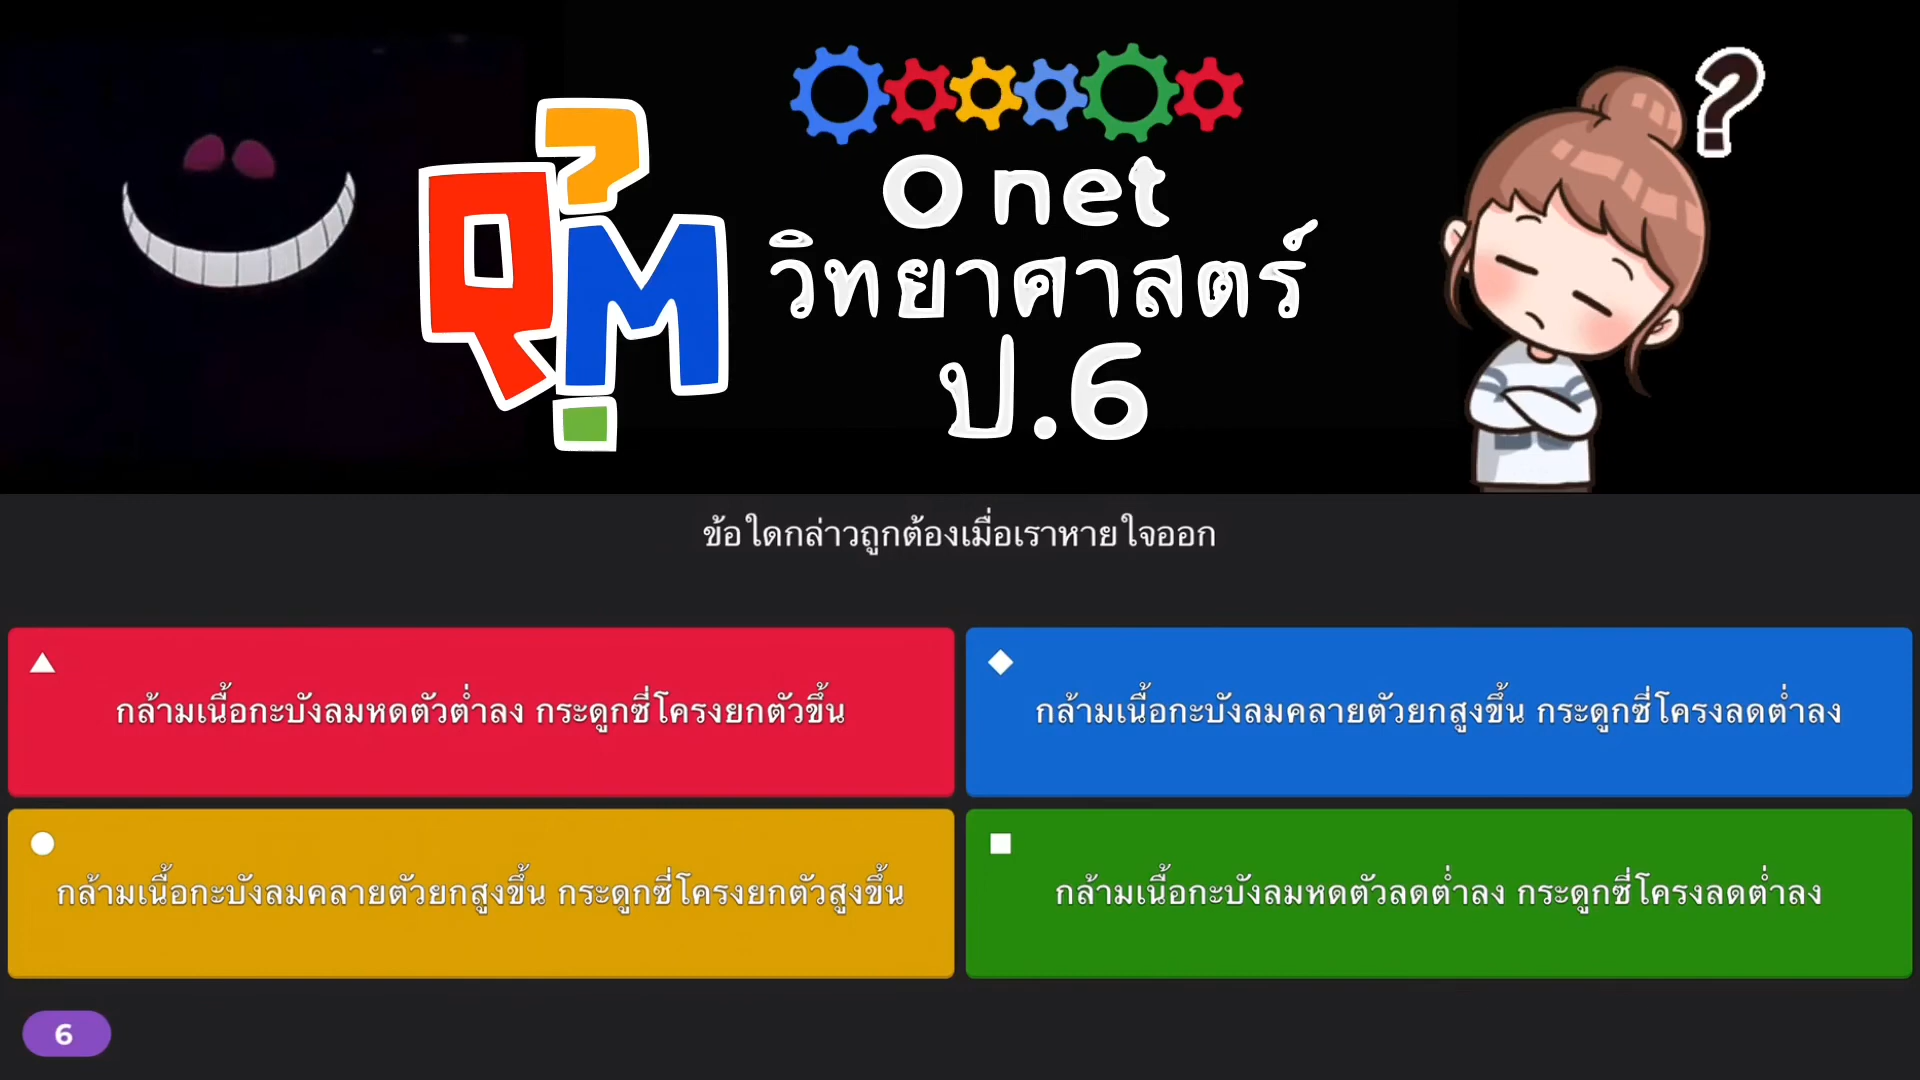 ?
QM
O net
วิทยาศาสตร์
ป.6
?
ข้อใดกล่าวถูกต้องเมื่อเราหายใจออก
กล้ามเนื้อกะบังลมหดตัวต่ำลง กระดูกซี่โครงยกตัวขึ้น
กล้ามเนื้อกะบังลมคลายตัวยกสูงขึ้น กระดูกซี่โครงลดต่ำลง
กล้ามเนื้อกะบังลมคลายตัวยกสูงขึ้น กระดูกซี่โครงยกตัวสูงขึ้น
กล้ามเนื้อกะบังลมหดตัวลดต่ำลง กระดูกซี่โครงลดต่ำลง
6